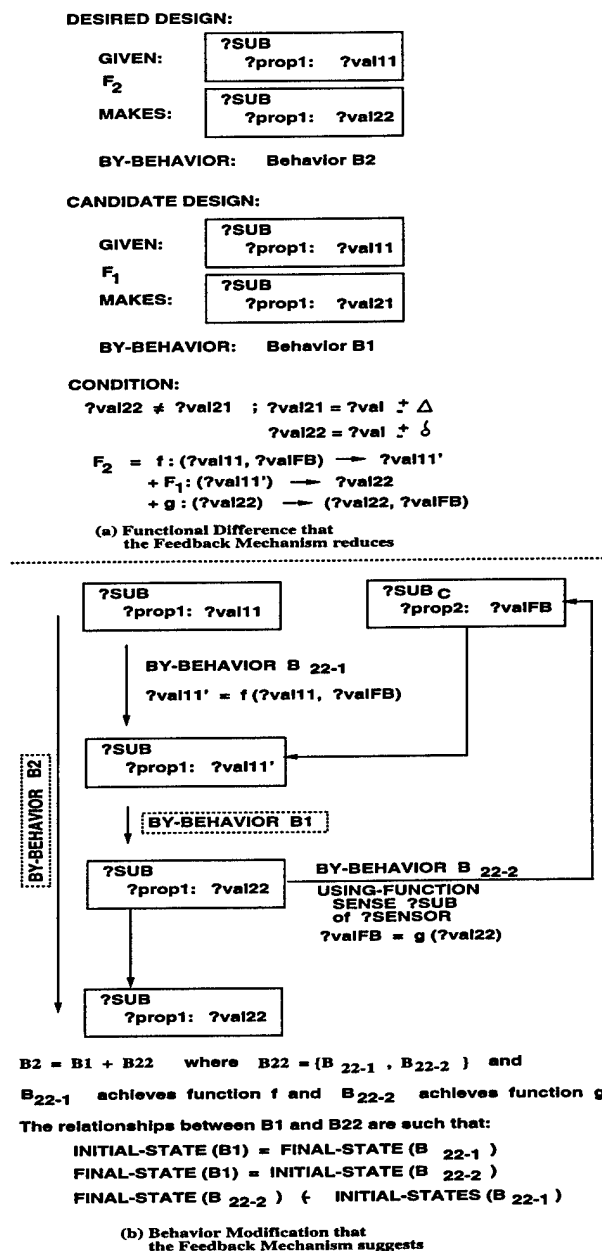 DESIRED DESIGN:
?SUB
GIVEN: ?prop1: ?val11
F2
?SUB
MAKES: ?prop1: ?val22
BY-BEHAVIOR: Behavior B2
CANDIDATE DESIGN:
?SUB
GIVEN: ?prop1: ?val11
F1
?SUB
MAKES: ?prop1: ?val21
BY-BEHAVIOR: Behavior B1
CONDITION:
?val22 ≠ ?val21 ; ?val21 = ?val ± Δ
?val22 = ?val ± δ
F2 = f : (?val11, ?valFB) → ?val11'
+ F1: (?val11') → ?val22
+ g : (?val22) → (?val22, ?valFB)
(a) Functional Difference that
the Feedback Mechanism reduces
?SUB
?prop1: ?val11
?SUB C
?prop2: ?valFB
BY-BEHAVIOR B 22-1
?val11' = f (?val11, ?valFB)
?SUB
?prop1: ?val11'
BY-BEHAVIOR B2
BY-BEHAVIOR B1
?SUB
?prop1: ?val22
BY-BEHAVIOR B 22-2
USING-FUNCTION
SENSE ?SUB
of ?SENSOR
?valFB = g (?val22)
?SUB
?prop1: ?val22
B2 = B1 + B22 where B22 = {B 22-1 , B22-2 } and
B22-1 achieves function f and B22-2 achieves function g
The relationships between B1 and B22 are such that:
INITIAL-STATE (B1) = FINAL-STATE (B 22-1 )
FINAL-STATE (B1) = INITIAL-STATE (B 22-2 )
FINAL-STATE (B 22-2 ) ∈ INITIAL-STATES (B 22-1 )
(b) Behavior Modification that
the Feedback Mechanism suggests